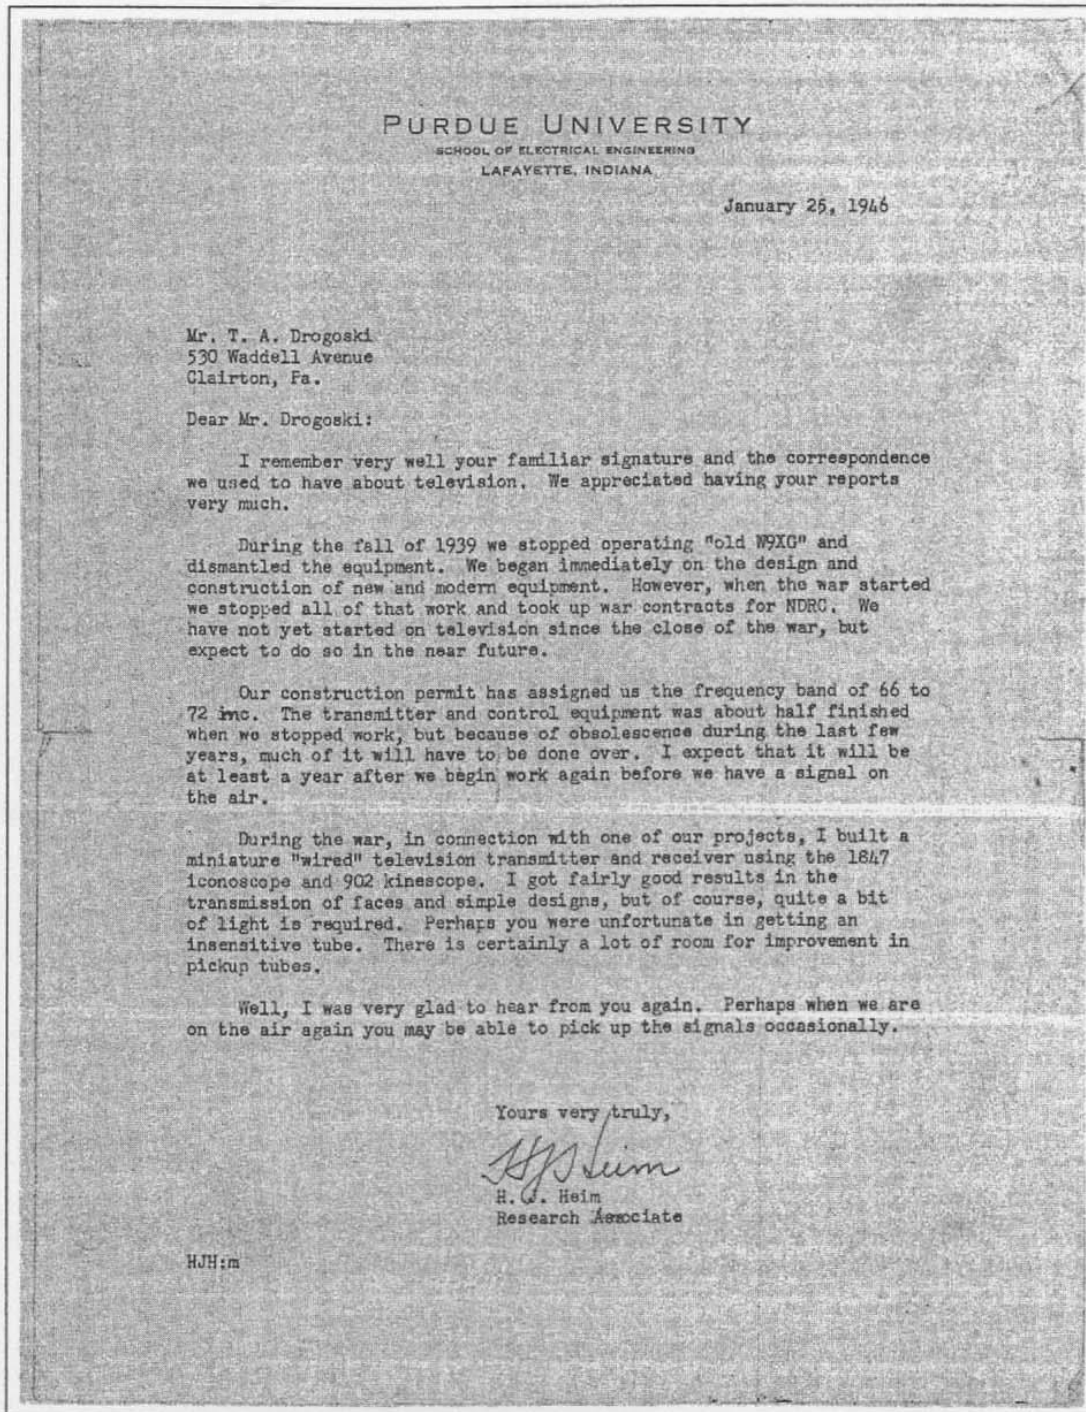 PURDUE UNIVERSITY
SCHOOL OF ELECTRICAL ENGINEERING
LAFAYETTE, INDIANA
January 25, 1946
Mr. T. A. Drogoski
530 Waddell Avenue
Clairton, Pa.
Dear Mr. Drogoski:
I remember very well your familiar signature and the correspondence
we used to have about television. We appreciated having your reports
very much.
During the fall of 1939 we stopped operating "old W9XG" and
dismantled the equipment. We began immediately on the design and
construction of new and modern equipment. However, when the war started
we stopped all of that work and took up war contracts for NDRC. We
have not yet started on television since the close of the war, but
expect to do so in the near future.
Our construction permit has assigned us the frequency band of 66 to
72 mc. The transmitter and control equipment was about half finished
when we stopped work, but because of obsolescence during the last few
years, much of it will have to be done over. I expect that it will be
at least a year after we begin work again before we have a signal on
the air.
During the war, in connection with one of our projects, I built a
miniature "wired" television transmitter and receiver using the 1847
iconoscope and 902 kinescope. I got fairly good results in the
transmission of faces and simple designs, but of course, quite a bit
of light is required. Perhaps you were unfortunate in getting an
insensitive tube. There is certainly a lot of room for improvement in
pickup tubes.
Well, I was very glad to hear from you again. Perhaps when we are
on the air again you may be able to pick up the signals occasionally.
Yours very truly,
HJHeim
H. J. Heim
Research Associate
HJH:m